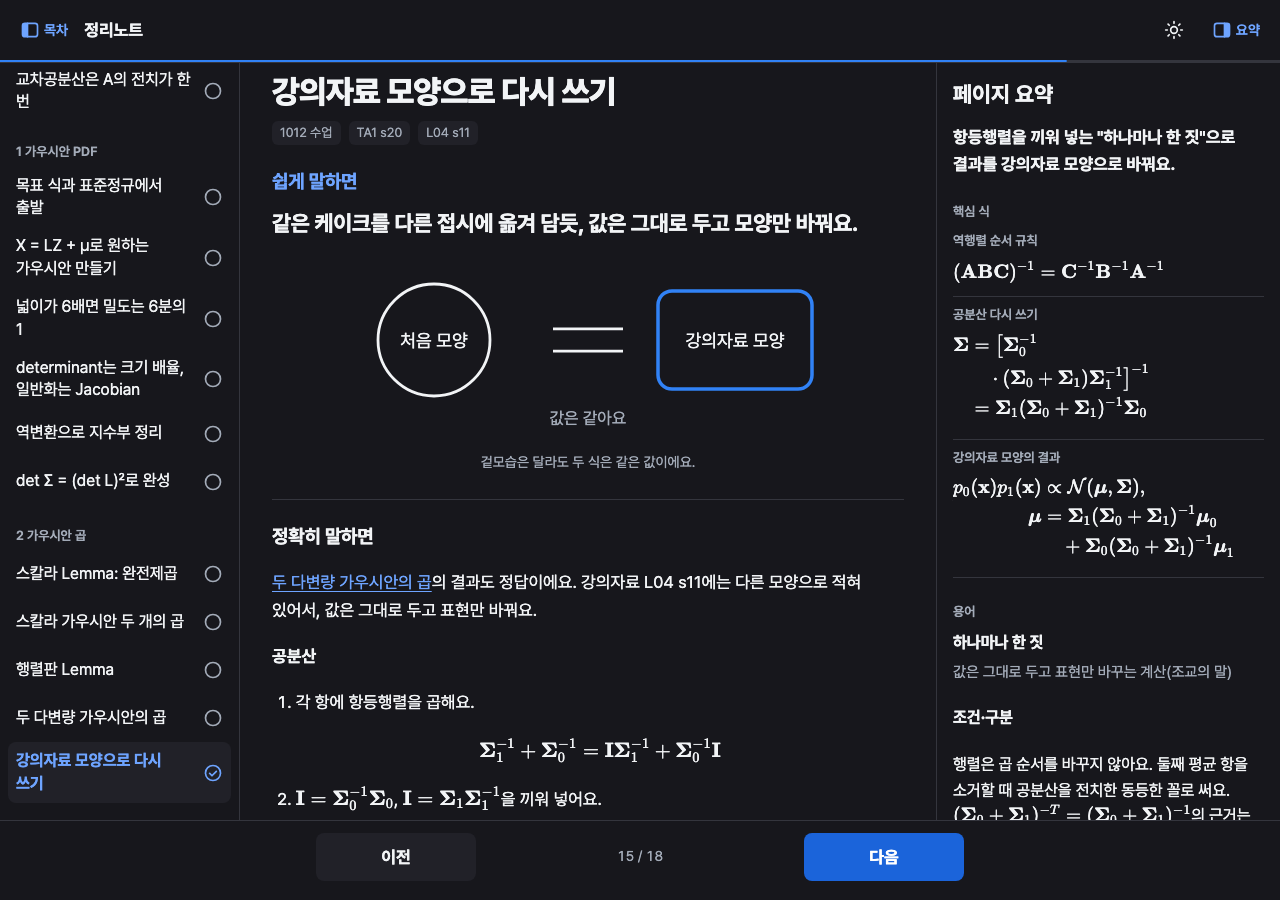 목차 정리노트 요약
교차공분산은 A의 전치가 한
번
1 가우시안 PDF
목표 식과 표준정규에서
출발
X = LZ + μ로 원하는
가우시안 만들기
넓이가 6배면 밀도는 6분의
1
determinant는 크기 배율,
일반화는 Jacobian
역변환으로 지수부 정리
det Σ = (det L)²로 완성
2 가우시안 곱
스칼라 Lemma: 완전제곱
스칼라 가우시안 두 개의 곱
행렬판 Lemma
두 다변량 가우시안의 곱
강의자료 모양으로 다시
쓰기
강의자료 모양으로 다시 쓰기
1012 수업 TA1 s20 L04 s11
쉽게 말하면
같은 케이크를 다른 접시에 옮겨 담듯, 값은 그대로 두고 모양만 바꿔요.
처음 모양
강의자료 모양
값은 같아요
겉모습은 달라도 두 식은 같은 값이에요.
정확히 말하면
두 다변량 가우시안의 곱의 결과도 정답이에요. 강의자료 L04 s11에는 다른 모양으로 적혀
있어서, 값은 그대로 두고 표현만 바꿔요.
공분산
1. 각 항에 항등행렬을 곱해요.
Σ₁⁻¹ + Σ₀⁻¹ = IΣ₁⁻¹ + Σ₀⁻¹I
2. I = Σ₀⁻¹Σ₀, I = Σ₁Σ₁⁻¹을 끼워 넣어요.
페이지 요약
항등행렬을 끼워 넣는 "하나마나 한 짓"으로
결과를 강의자료 모양으로 바꿔요.
핵심 식
역행렬 순서 규칙
(ABC)⁻¹ = C⁻¹B⁻¹A⁻¹
공분산 다시 쓰기
Σ = [Σ₀⁻¹
· (Σ₀ + Σ₁)Σ₁⁻¹]⁻¹
= Σ₁(Σ₀ + Σ₁)⁻¹Σ₀
강의자료 모양의 결과
p₀(x)p₁(x) ∝ 𝒩(μ, Σ),
μ = Σ₁(Σ₀ + Σ₁)⁻¹μ₀
+ Σ₀(Σ₀ + Σ₁)⁻¹μ₁
용어
하나마나 한 짓
값은 그대로 두고 표현만 바꾸는 계산(조교의 말)
조건·구분
행렬은 곱 순서를 바꾸지 않아요. 둘째 평균 항을
소거할 때 공분산을 전치한 동등한 꼴로 써요.
(Σ₀ + Σ₁)⁻ᵀ = (Σ₀ + Σ₁)⁻¹의 근거는
이전
15 / 18
다음